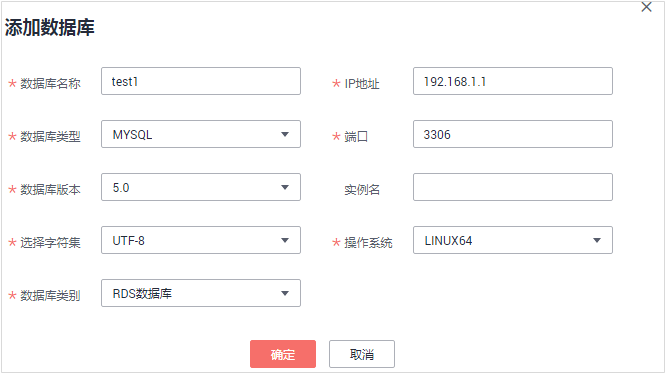 添加数据库
* 数据库名称 test1 * IP地址 192.168.1.1
* 数据库类型 MYSQL * 端口 3306
* 数据库版本 5.0 实例名
* 选择字符集 UTF-8 * 操作系统 LINUX64
* 数据库类别 RDS数据库
确定 取消